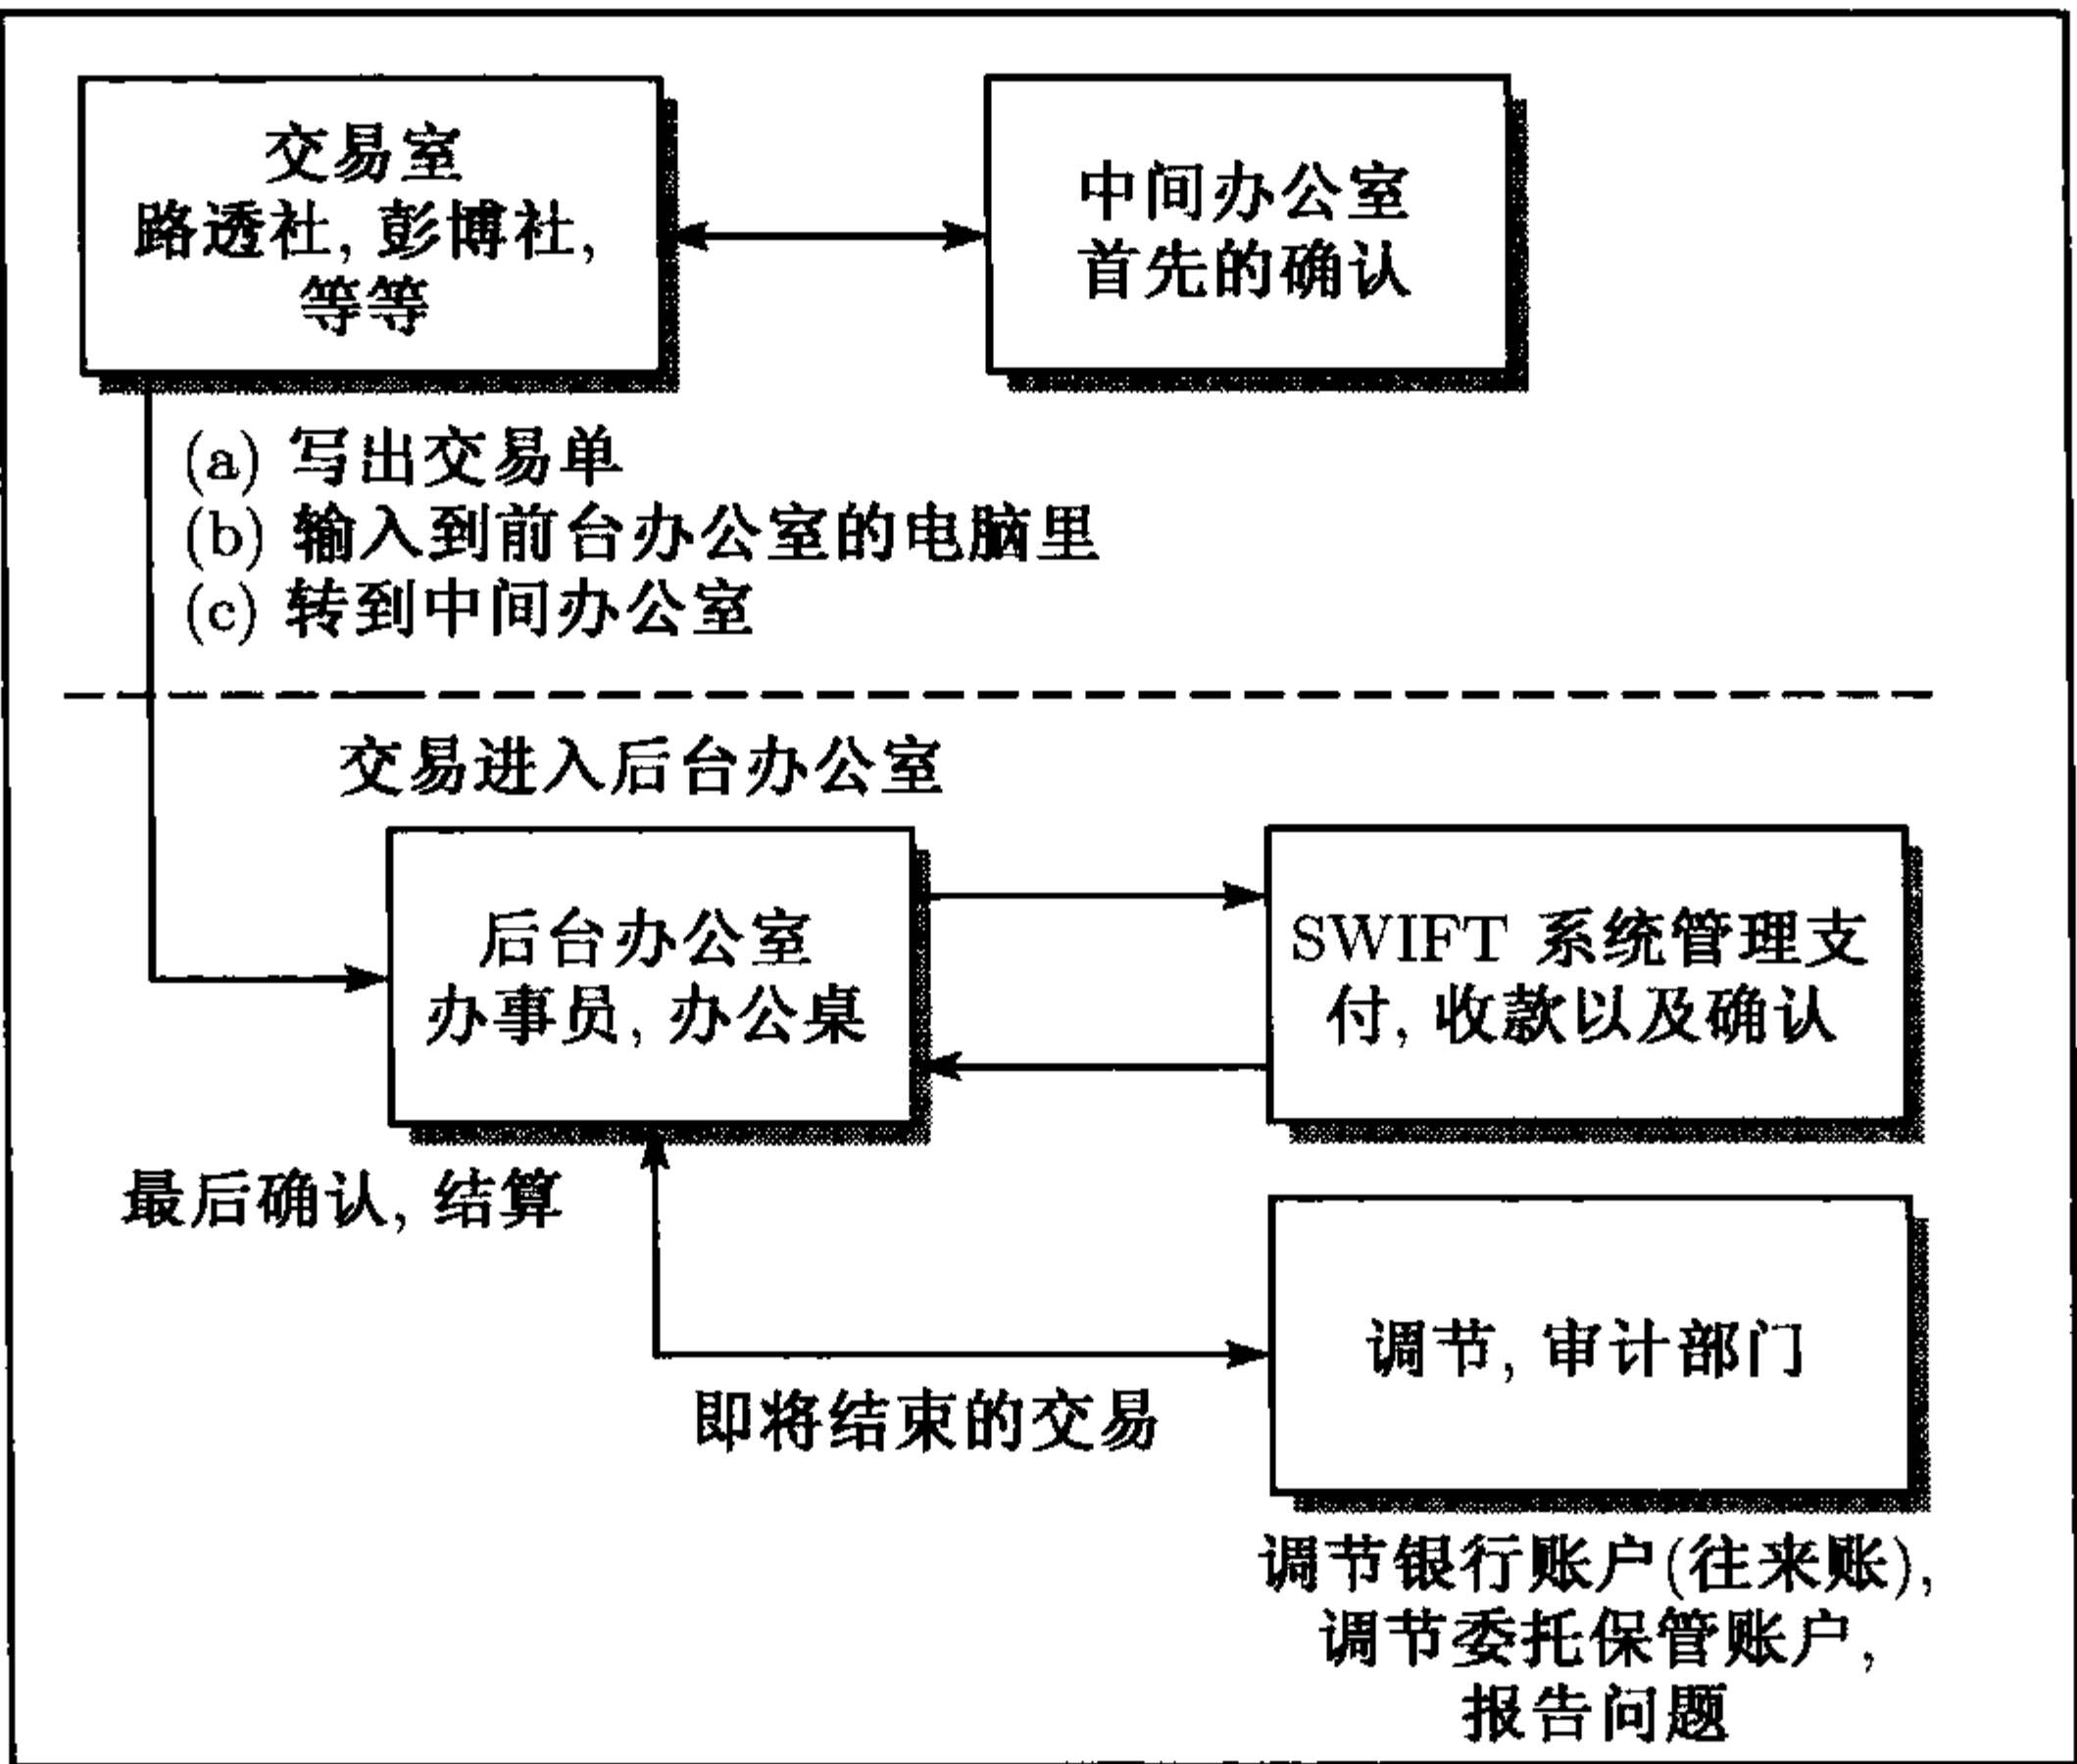 交易室
路透社, 彭博社,
等等
中间办公室
首先的确认
(a) 写出交易单
(b) 输入到前台办公室的电脑里
(c) 转到中间办公室
交易进入后台办公室
后台办公室
办事员, 办公桌
SWIFT 系统管理支
付, 收款以及确认
最后确认, 结算
调节, 审计部门
即将结束的交易
调节银行账户(往来账),
调节委托保管账户,
报告问题